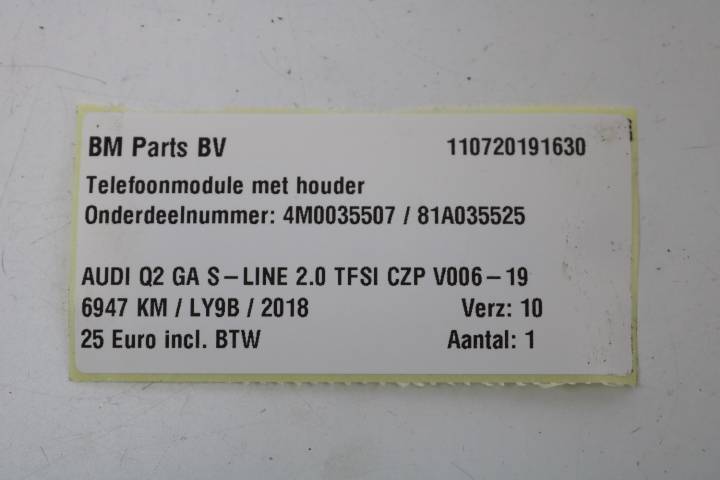 BM Parts BV 110720191630
Telefoonmodule met houder
Onderdeelnummer: 4M0035507 / 81A035525
AUDI Q2 GA S-LINE 2.0 TFSI CZP V006-19
6947 KM / LY9B / 2018 Verz: 10
25 Euro incl. BTW Aantal: 1